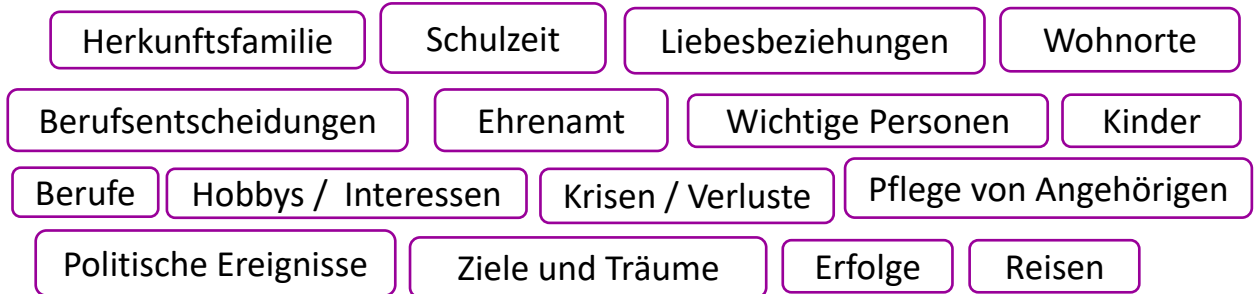 Herkunftsfamilie Schulzeit Liebesbeziehungen Wohnorte
Berufsentscheidungen Ehrenamt Wichtige Personen Kinder
Berufe Hobbys / Interessen Krisen / Verluste Pflege von Angehörigen
Politische Ereignisse Ziele und Träume Erfolge Reisen